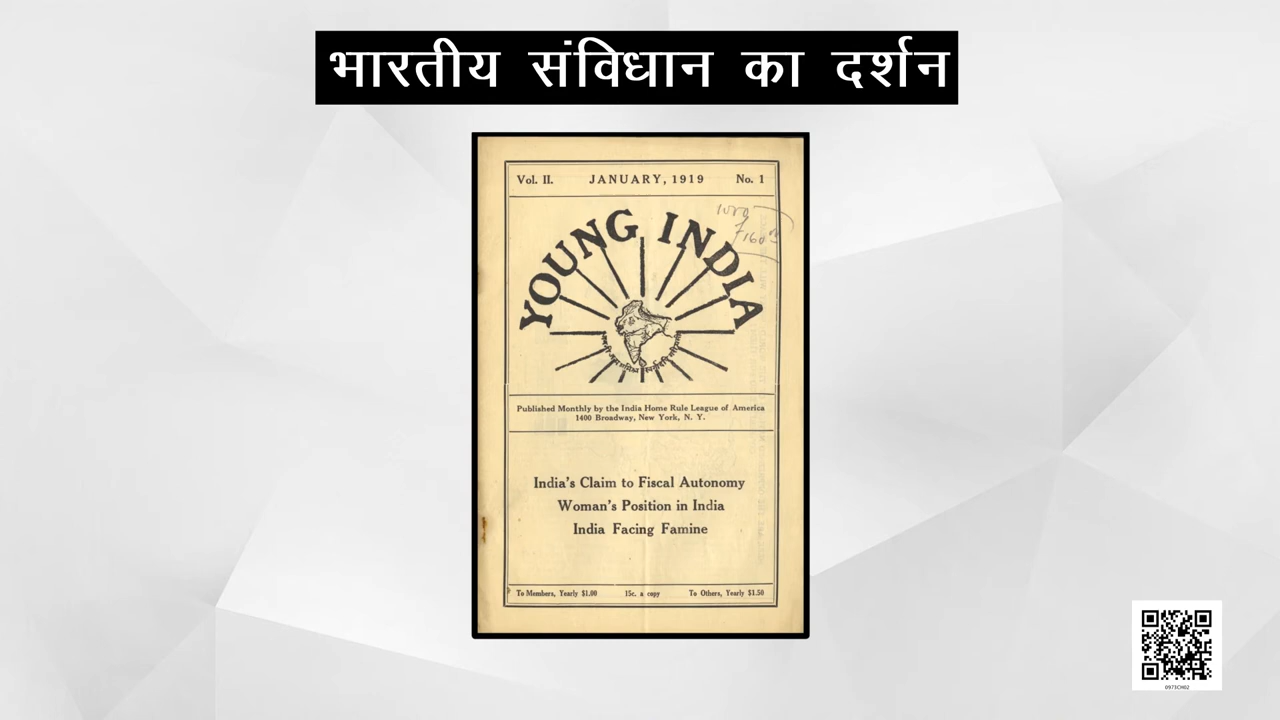 भारतीय संविधान का दर्शन
Vol. II. JANUARY, 1919 No. 1
YOUNG INDIA
Published Monthly by the India Home Rule League of America
1400 Broadway, New York, N. Y.
India's Claim to Fiscal Autonomy
Woman's Position in India
India Facing Famine
To Members, Yearly $1.00 15c. a copy To Others, Yearly $1.50
0973CH02